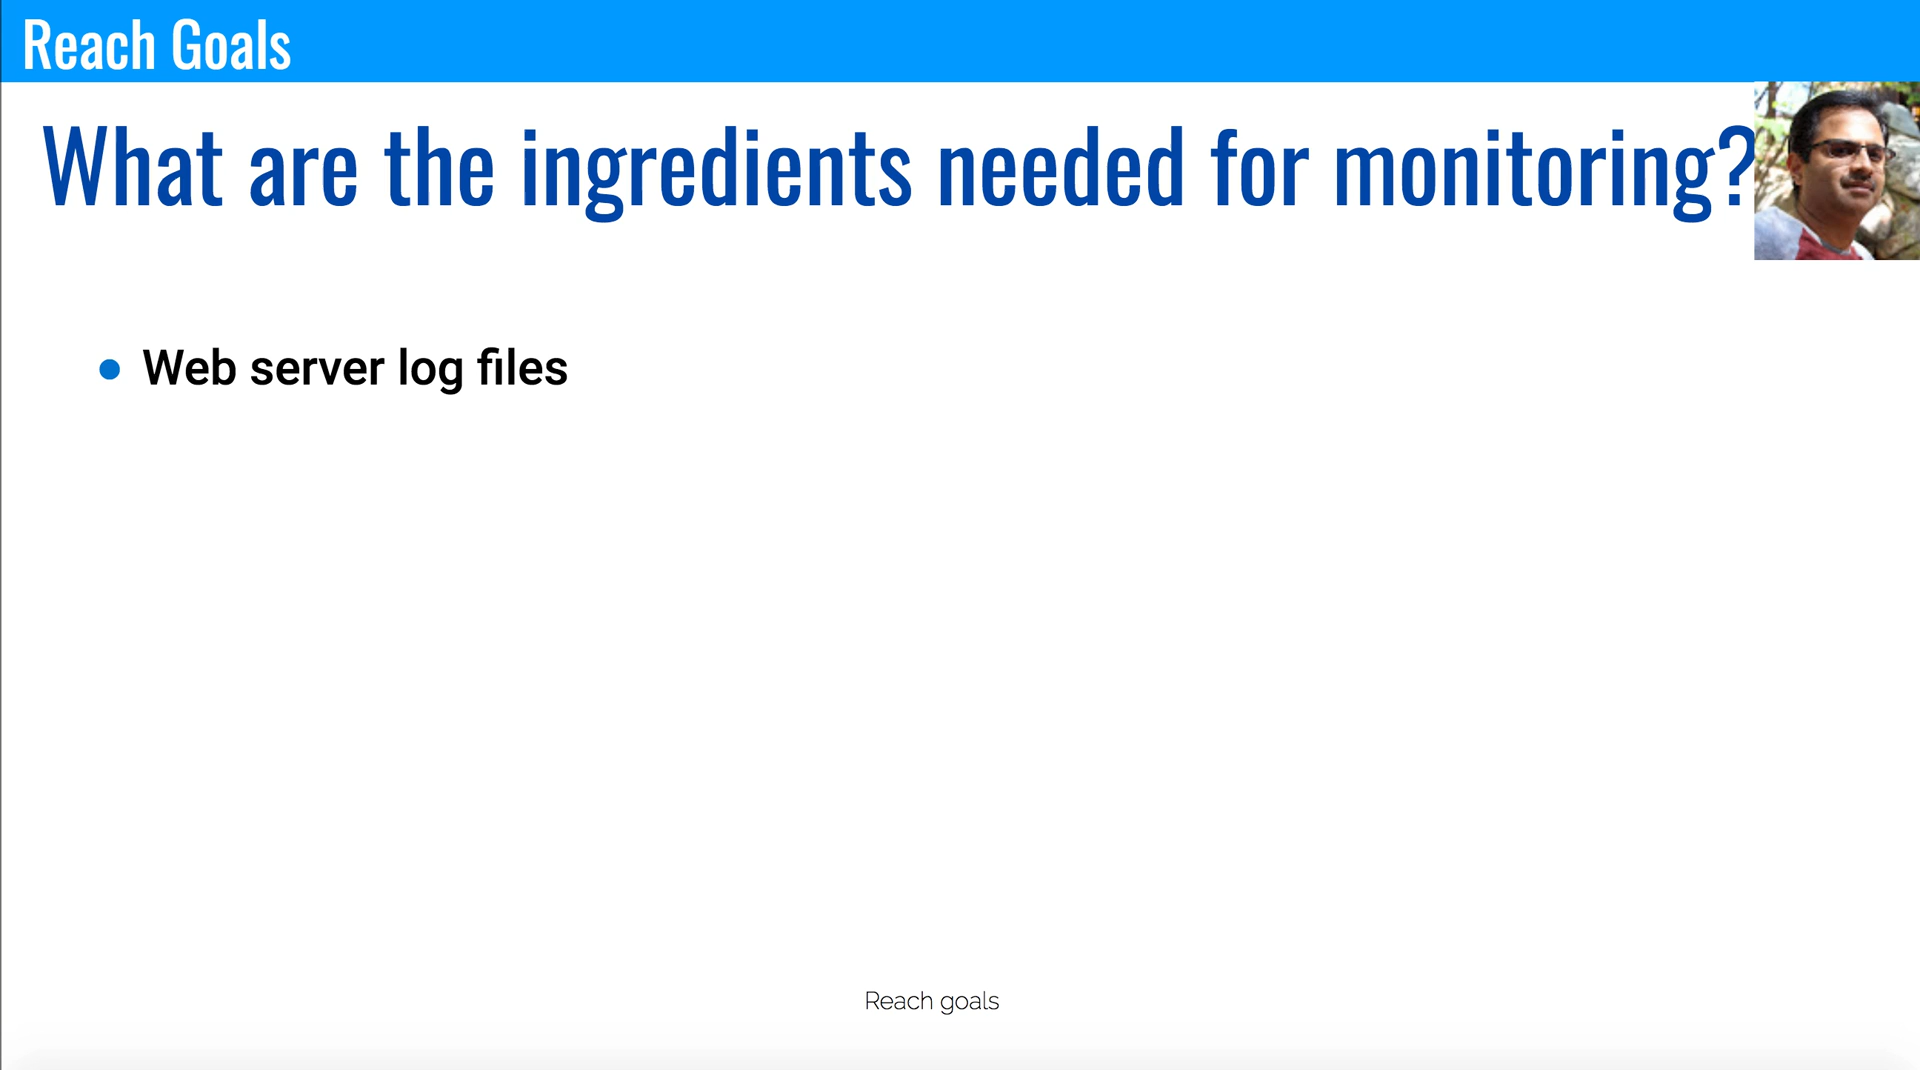 Reach Goals
What are the ingredients needed for monitoring?
• Web server log files
Reach goals